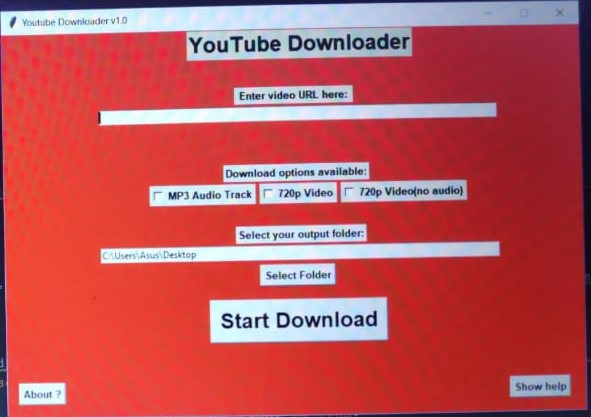 Youtube Downloader v1.0
YouTube Downloader
Enter video URL here:
Download options available:
MP3 Audio Track 720p Video 720p Video(no audio)
Select your output folder:
C:\Users\Asus\Desktop
Select Folder
Start Download
About ? Show help